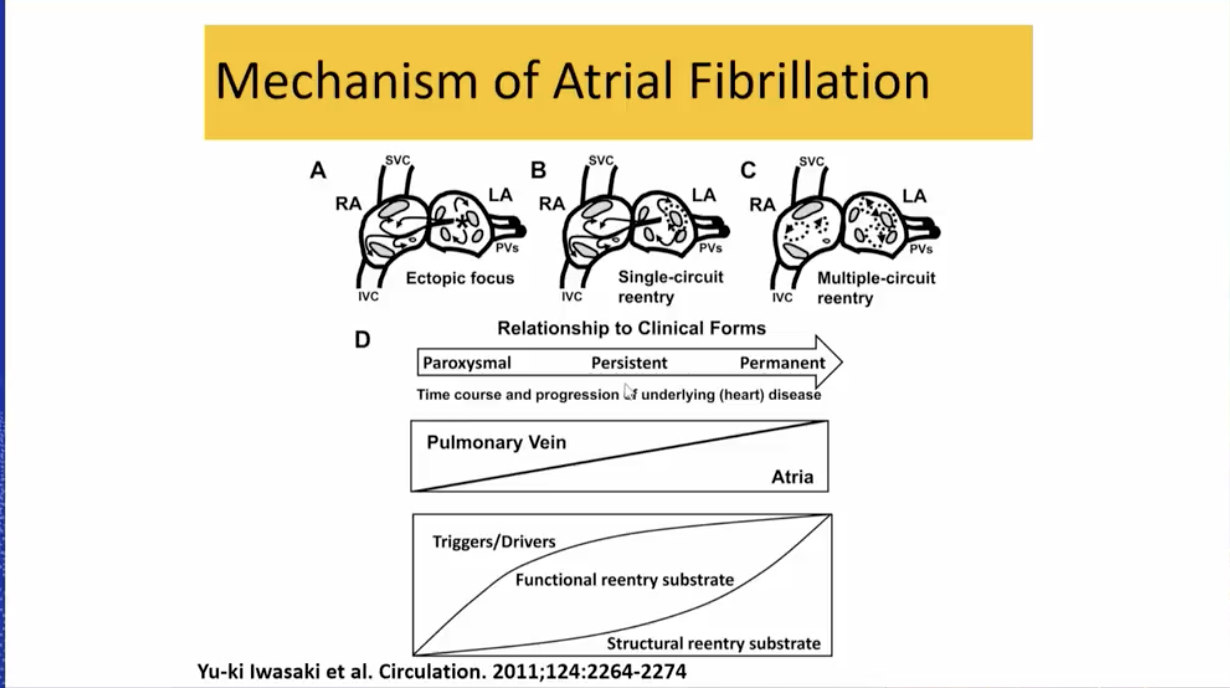 Mechanism of Atrial Fibrillation
A
SVC
RA
LA
PVs
Ectopic focus
IVC
B
SVC
RA
LA
PVs
Single-circuit
reentry
IVC
C
SVC
RA
LA
PVs
Multiple-circuit
reentry
IVC
D
Relationship to Clinical Forms
Paroxysmal Persistent Permanent
Time course and progression of underlying (heart) disease
Pulmonary Vein
Atria
Triggers/Drivers
Functional reentry substrate
Structural reentry substrate
Yu-ki Iwasaki et al. Circulation. 2011;124:2264-2274